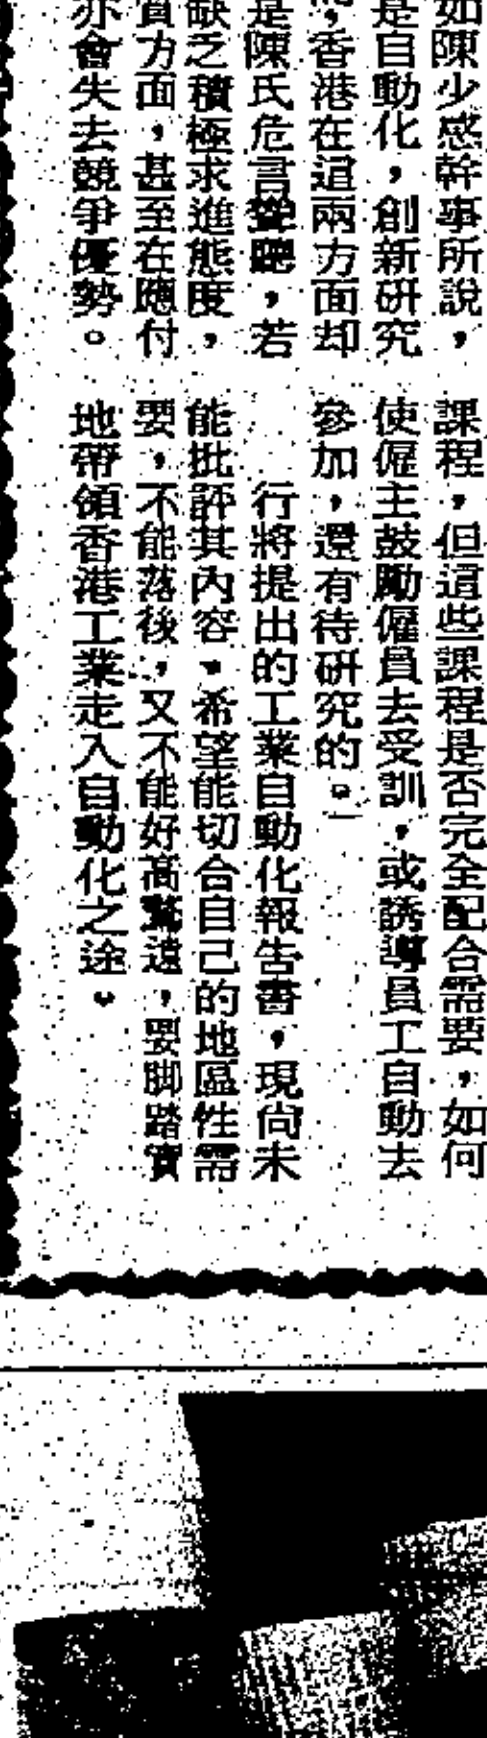 如陳少感幹事所說，
是自動化，創新研究
，香港在這兩方面却
是陳氏危言聳聽，若
缺乏積極求進態度，
質方面，甚至在應付
亦會失去競爭優勢。
課程，但這些課程是否完全配合需要，如何
使僱主鼓勵僱員去受訓，或誘導員工自動去
參加，還有待研究的。」
行將提出的工業自動化報告書，現尚未
能批評其內容。希望能切合自己的地區性需
要，不能落後，又不能好高騖遠，要脚踏實
地帶領香港工業走入自動化之途。